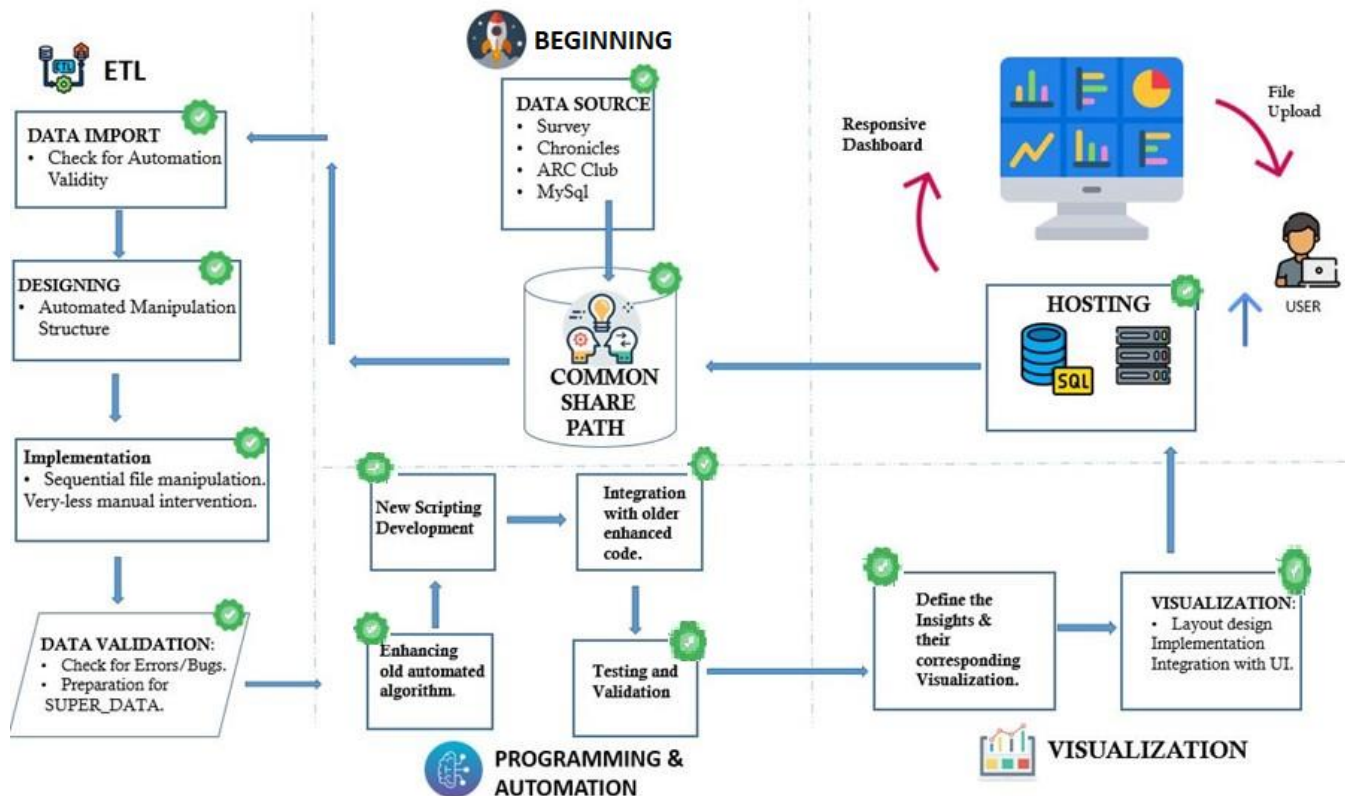 BEGINNING
DATA SOURCE
• Survey
• Chronicles
• ARC Club
• MySql
COMMON
SHARE
PATH
ETL
ETL
DATA IMPORT
• Check for Automation
Validity
DESIGNING
• Automated Manipulation
Structure
Implementation
• Sequential file manipulation.
Very-less manual intervention.
DATA VALIDATION:
• Check for Errors/Bugs.
• Preparation for
SUPER_DATA.
Enhancing
old automated
algorithm.
New Scripting
Development
Integration
with older
enhanced
code.
Testing and
Validation
PROGRAMMING &
AUTOMATION
Define the
Insights &
their
corresponding
Visualization.
VISUALIZATION:
• Layout design
Implementation
Integration with UI.
VISUALIZATION
HOSTING
SQL
Responsive
Dashboard
File
Upload
USER